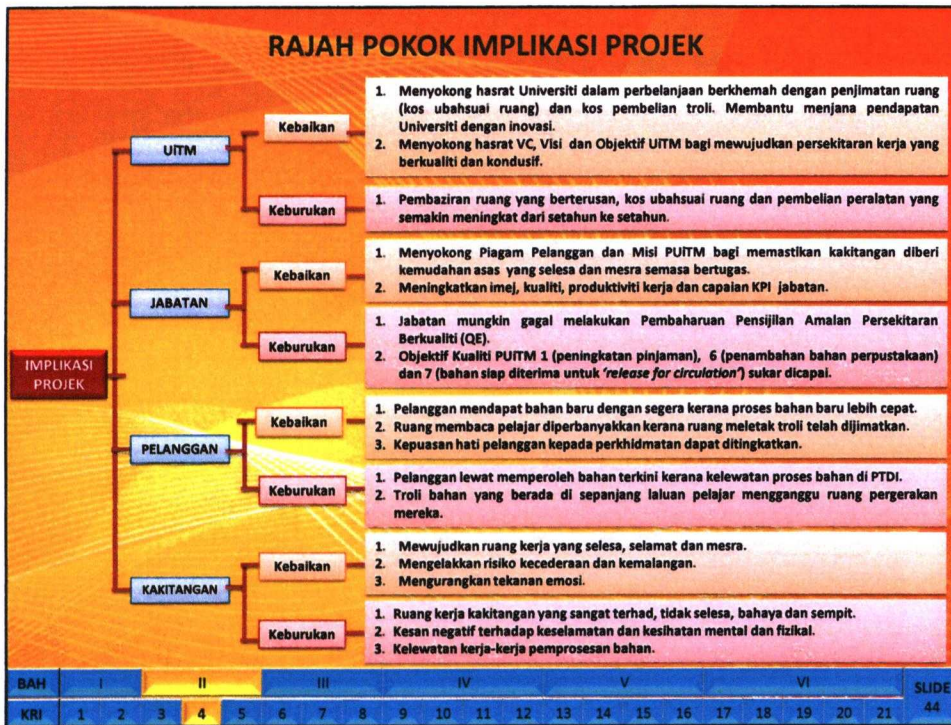 RAJAH POKOK IMPLIKASI PROJEK
IMPLIKASI
PROJEK
UiTM
Kebaikan
1. Menyokong hasrat Universiti dalam perbelanjaan berkhemah dengan penjimatan ruang
(kos ubahsuai ruang) dan kos pembelian troli. Membantu menjana pendapatan
Universiti dengan inovasi.
2. Menyokong hasrat VC, Visi dan Objektif UiTM bagi mewujudkan persekitaran kerja yang
berkualiti dan kondusif.
Keburukan
1. Pembaziran ruang yang berterusan, kos ubahsuai ruang dan pembelian peralatan yang
semakin meningkat dari setahun ke setahun.
JABATAN
Kebaikan
1. Menyokong Piagam Pelanggan dan Misi PUiTM bagi memastikan kakitangan diberi
kemudahan asas yang selesa dan mesra semasa bertugas.
2. Meningkatkan imej, kualiti, produktiviti kerja dan capaian KPI jabatan.
Keburukan
1. Jabatan mungkin gagal melakukan Pembaharuan Pensijilan Amalan Persekitaran
Berkualiti (QE).
2. Objektif Kualiti PUiTM 1 (peningkatan pinjaman), 6 (penambahan bahan perpustakaan)
dan 7 (bahan siap diterima untuk 'release for circulation') sukar dicapai.
PELANGGAN
Kebaikan
1. Pelanggan mendapat bahan baru dengan segera kerana proses bahan baru lebih cepat.
2. Ruang membaca pelajar diperbanyakkan kerana ruang meletak troli telah dijimatkan.
3. Kepuasan hati pelanggan kepada perkhidmatan dapat ditingkatkan.
Keburukan
1. Pelanggan lewat memperoleh bahan terkini kerana kelewatan proses bahan di PTDI.
2. Troli bahan yang berada di sepanjang laluan pelajar mengganggu ruang pergerakan
mereka.
KAKITANGAN
Kebaikan
1. Mewujudkan ruang kerja yang selesa, selamat dan mesra.
2. Mengelakkan risiko kecederaan dan kemalangan.
3. Mengurangkan tekanan emosi.
Keburukan
1. Ruang kerja kakitangan yang sangat terhad, tidak selesa, bahaya dan sempit.
2. Kesan negatif terhadap keselamatan dan kesihatan mental dan fizikal.
3. Kelewatan kerja-kerja pemprosesan bahan.
BAH I II III IV V VI SLIDE
KRI 1 2 3 4 5 6 7 8 9 10 11 12 13 14 15 16 17 18 19 20 21 44